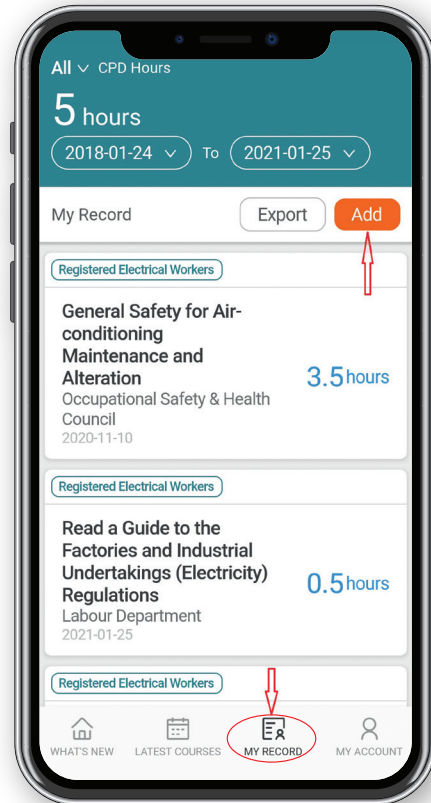 All CPD Hours
5 hours
2018-01-24 To 2021-01-25
My Record Export Add
Registered Electrical Workers
General Safety for Air-
conditioning
Maintenance and
Alteration
3.5 hours
Occupational Safety & Health
Council
2020-11-10
Registered Electrical Workers
Read a Guide to the
Factories and Industrial
Undertakings (Electricity)
Regulations
0.5 hours
Labour Department
2021-01-25
Registered Electrical Workers
WHAT'S NEW LATEST COURSES MY RECORD MY ACCOUNT